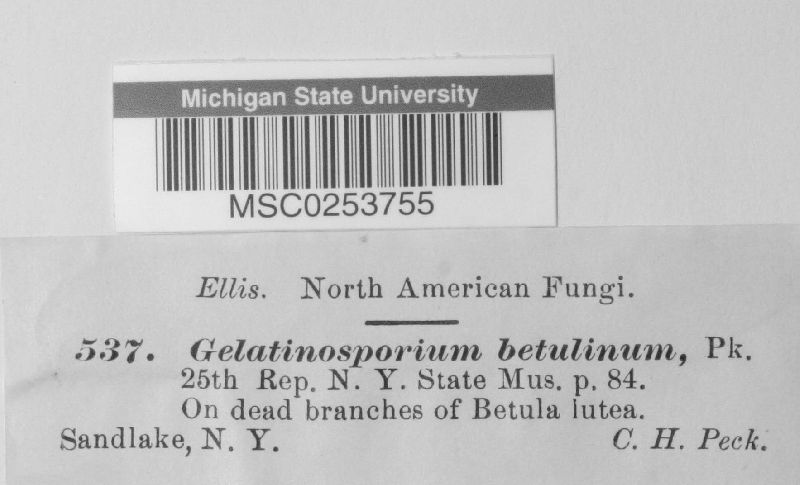 Michigan State University
MSC0253755
Ellis. North American Fungi.
537. Gelatinosporium betulinum, Pk.
25th Rep. N. Y. State Mus. p. 84.
On dead branches of Betula lutea.
Sandlake, N. Y. C. H. Peck.